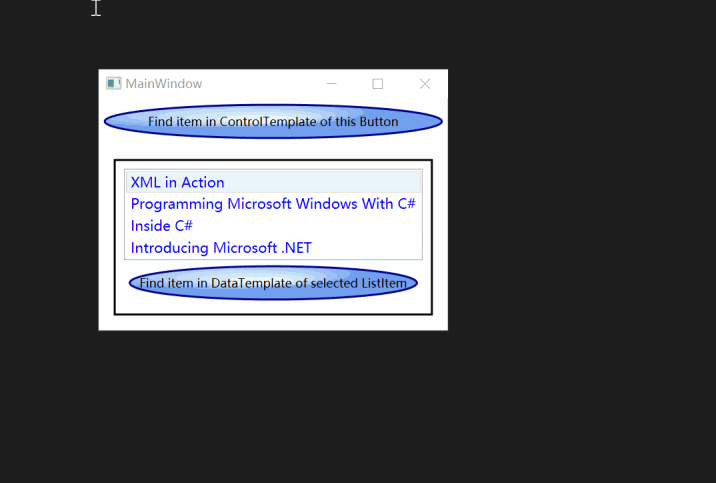 MainWindow
Find item in ControlTemplate of this Button
XML in Action
Programming Microsoft Windows With C#
Inside C#
Introducing Microsoft .NET
Find item in DataTemplate of selected ListItem